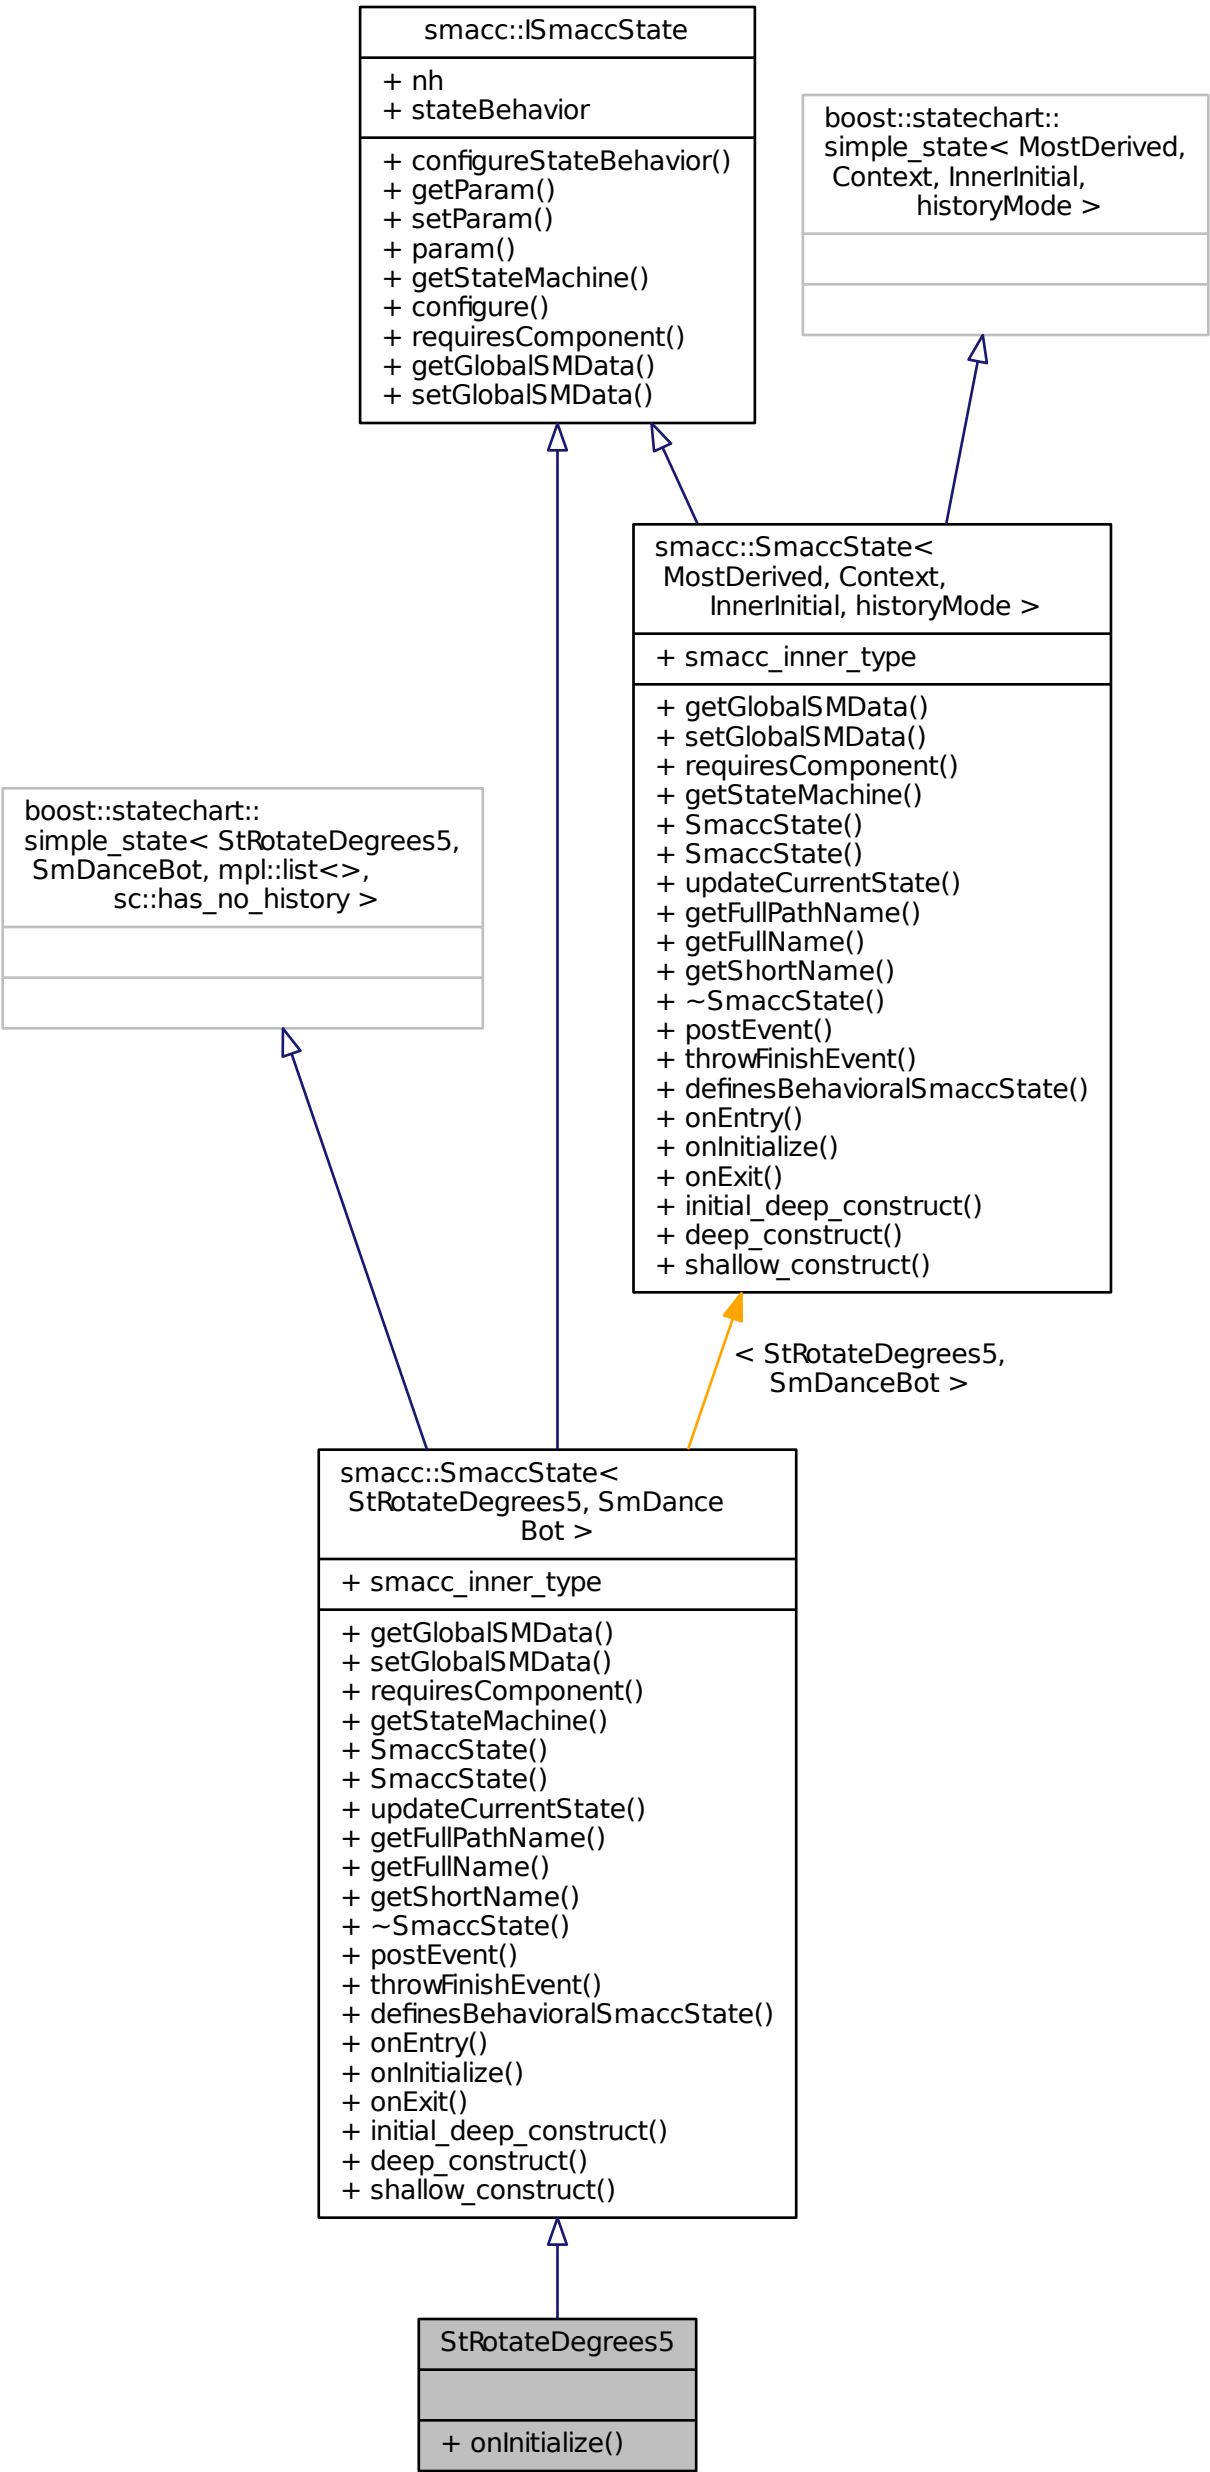 smacc::ISmaccState
+ nh
+ stateBehavior
+ configureStateBehavior()
+ getParam()
+ setParam()
+ param()
+ getStateMachine()
+ configure()
+ requiresComponent()
+ getGlobalSMData()
+ setGlobalSMData()
boost::statechart::
simple_state< MostDerived,
Context, InnerInitial,
historyMode >
smacc::SmaccState<
MostDerived, Context,
InnerInitial, historyMode >
+ smacc_inner_type
+ getGlobalSMData()
+ setGlobalSMData()
+ requiresComponent()
+ getStateMachine()
+ SmaccState()
+ SmaccState()
+ updateCurrentState()
+ getFullPathName()
+ getFullName()
+ getShortName()
+ ~SmaccState()
+ postEvent()
+ throwFinishEvent()
+ definesBehavioralSmaccState()
+ onEntry()
+ onInitialize()
+ onExit()
+ initial_deep_construct()
+ deep_construct()
+ shallow_construct()
boost::statechart::
simple_state< StRotateDegrees5,
SmDanceBot, mpl::list<>,
sc::has_no_history >
< StRotateDegrees5,
SmDanceBot >
smacc::SmaccState<
StRotateDegrees5, SmDance
Bot >
+ smacc_inner_type
+ getGlobalSMData()
+ setGlobalSMData()
+ requiresComponent()
+ getStateMachine()
+ SmaccState()
+ SmaccState()
+ updateCurrentState()
+ getFullPathName()
+ getFullName()
+ getShortName()
+ ~SmaccState()
+ postEvent()
+ throwFinishEvent()
+ definesBehavioralSmaccState()
+ onEntry()
+ onInitialize()
+ onExit()
+ initial_deep_construct()
+ deep_construct()
+ shallow_construct()
StRotateDegrees5
+ onInitialize()